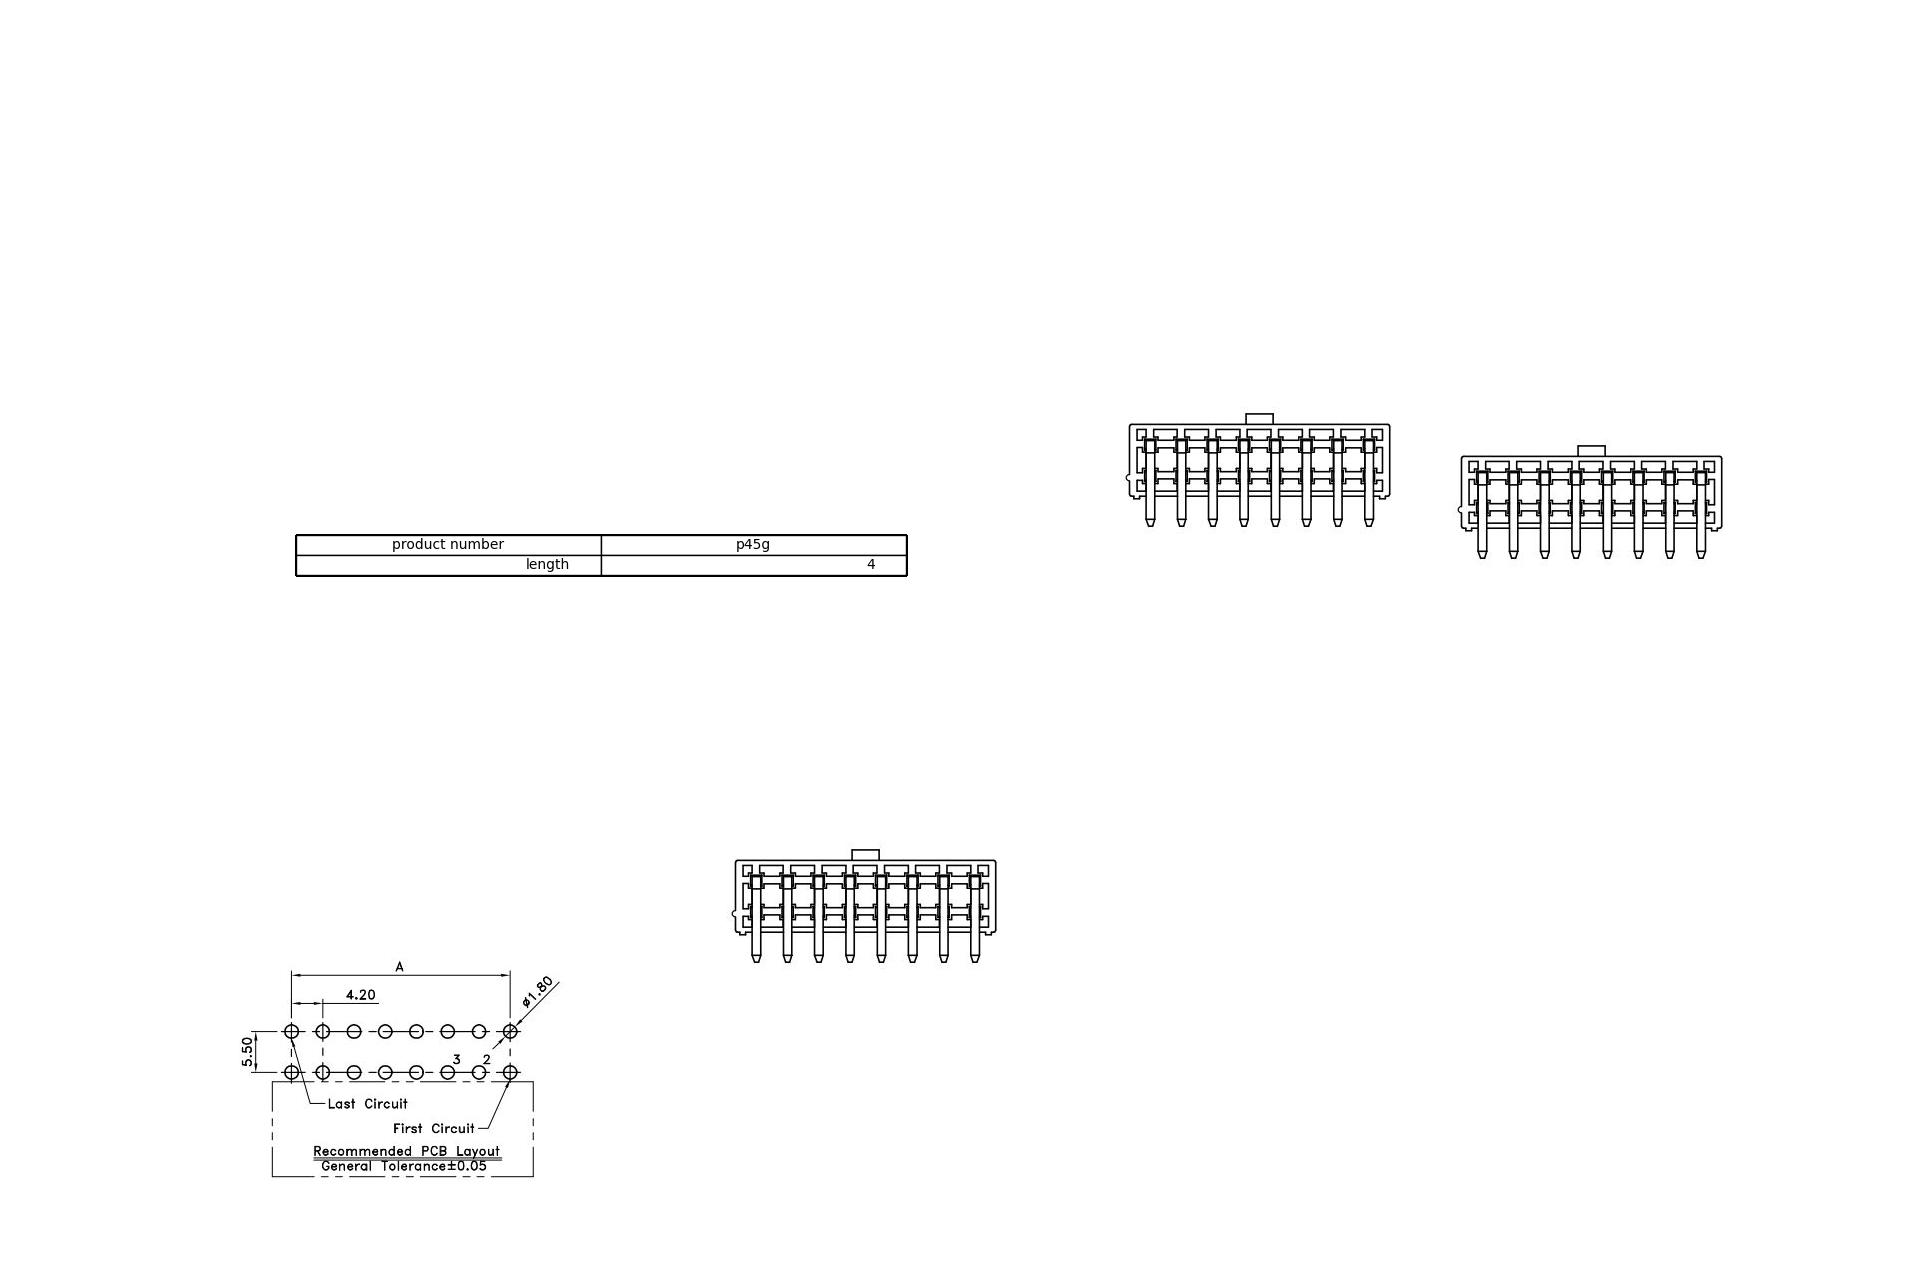 product number p45g
length 4
A
4.20
ø1.80
5.50
3 2
Last Circuit
First Circuit
Recommended PCB Layout
General Tolerance±0.05